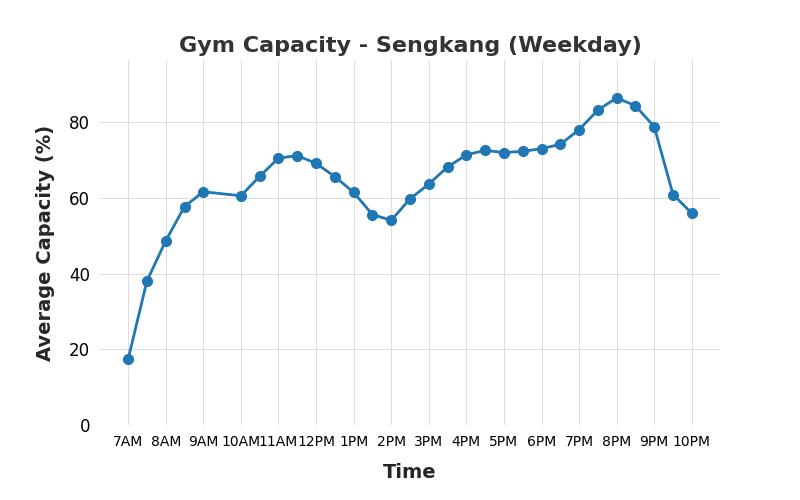 Gym Capacity - Sengkang (Weekday)
Average Capacity (%)
80
60
40
20
0
7AM 8AM 9AM 10AM 11AM 12PM 1PM 2PM 3PM 4PM 5PM 6PM 7PM 8PM 9PM 10PM
Time